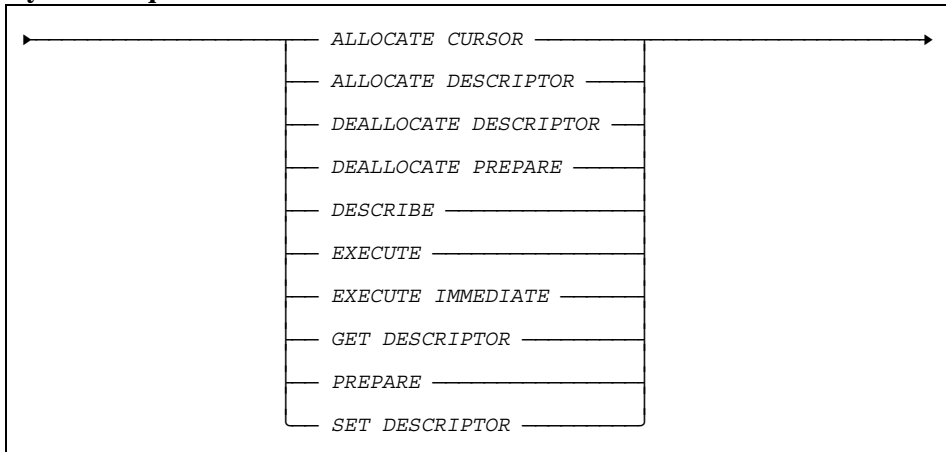 ALLOCATE CURSOR
ALLOCATE DESCRIPTOR
DEALLOCATE DESCRIPTOR
DEALLOCATE PREPARE
DESCRIBE
EXECUTE
EXECUTE IMMEDIATE
GET DESCRIPTOR
PREPARE
SET DESCRIPTOR